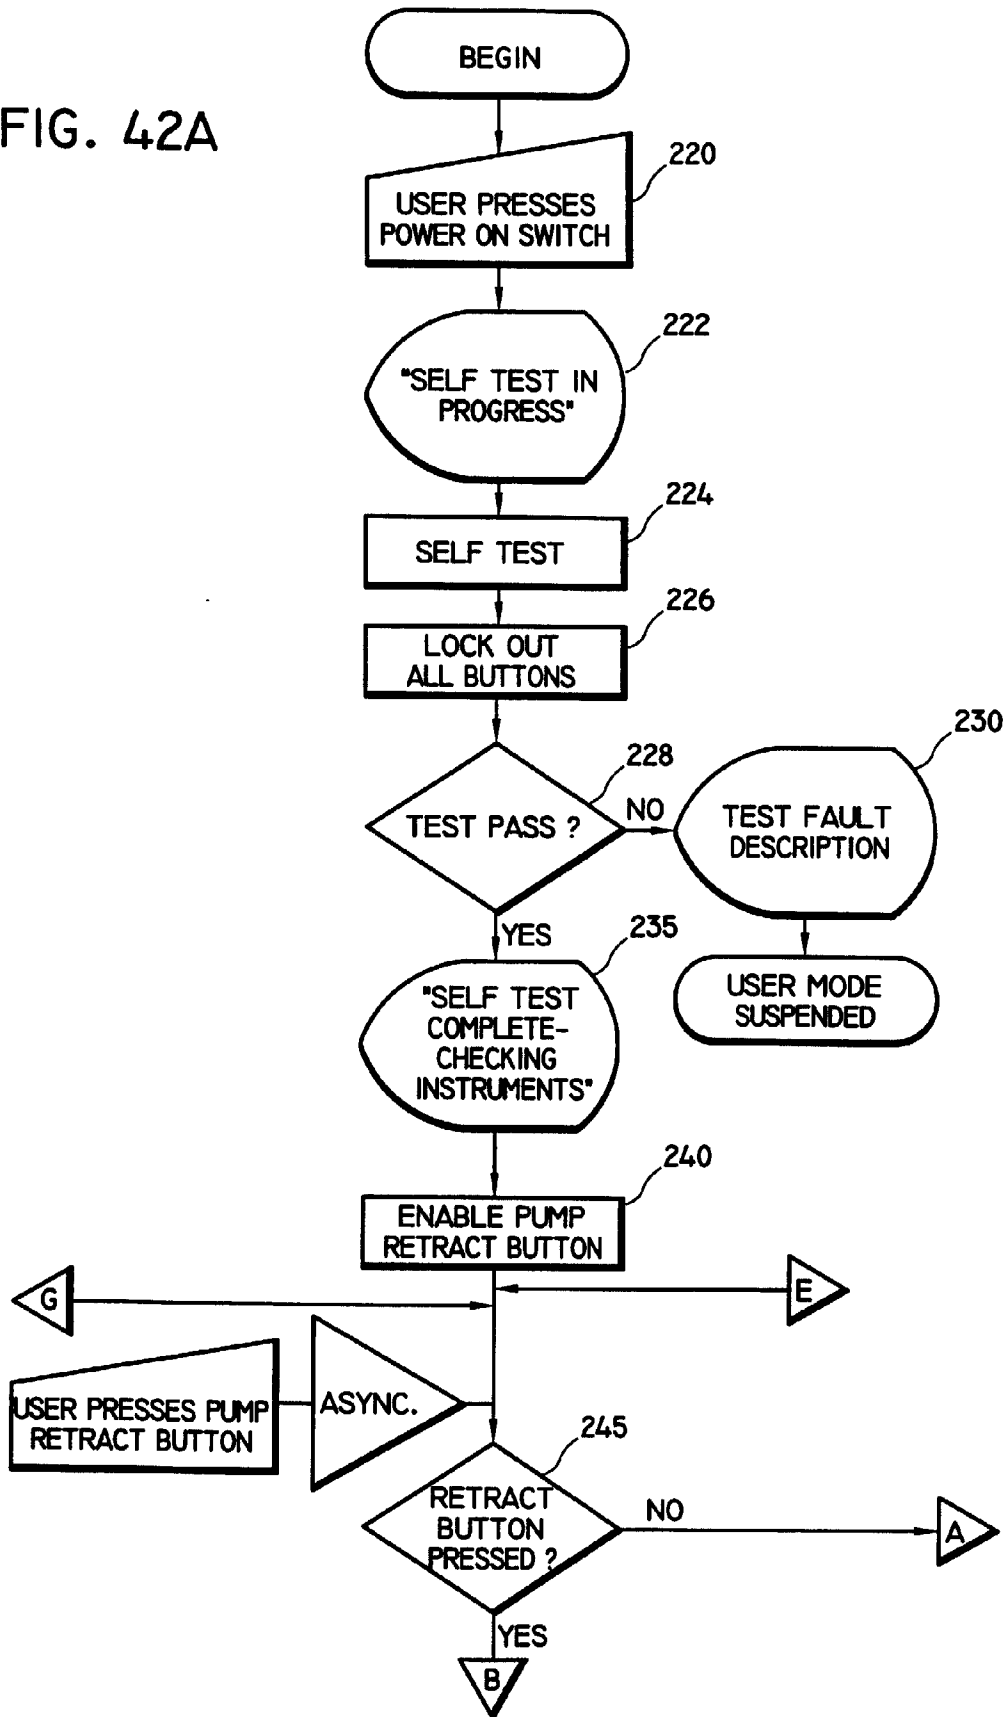 BEGIN
FIG. 42A
220
USER PRESSES
POWER ON SWITCH
222
"SELF TEST IN
PROGRESS"
224
SELF TEST
226
LOCK OUT
ALL BUTTONS
228
TEST PASS ?
NO
230
TEST FAULT
DESCRIPTION
YES
USER MODE
SUSPENDED
235
"SELF TEST
COMPLETE-
CHECKING
INSTRUMENTS"
240
ENABLE PUMP
RETRACT BUTTON
G
E
USER PRESSES PUMP
RETRACT BUTTON
ASYNC.
245
RETRACT
BUTTON
PRESSED ?
NO
A
YES
B